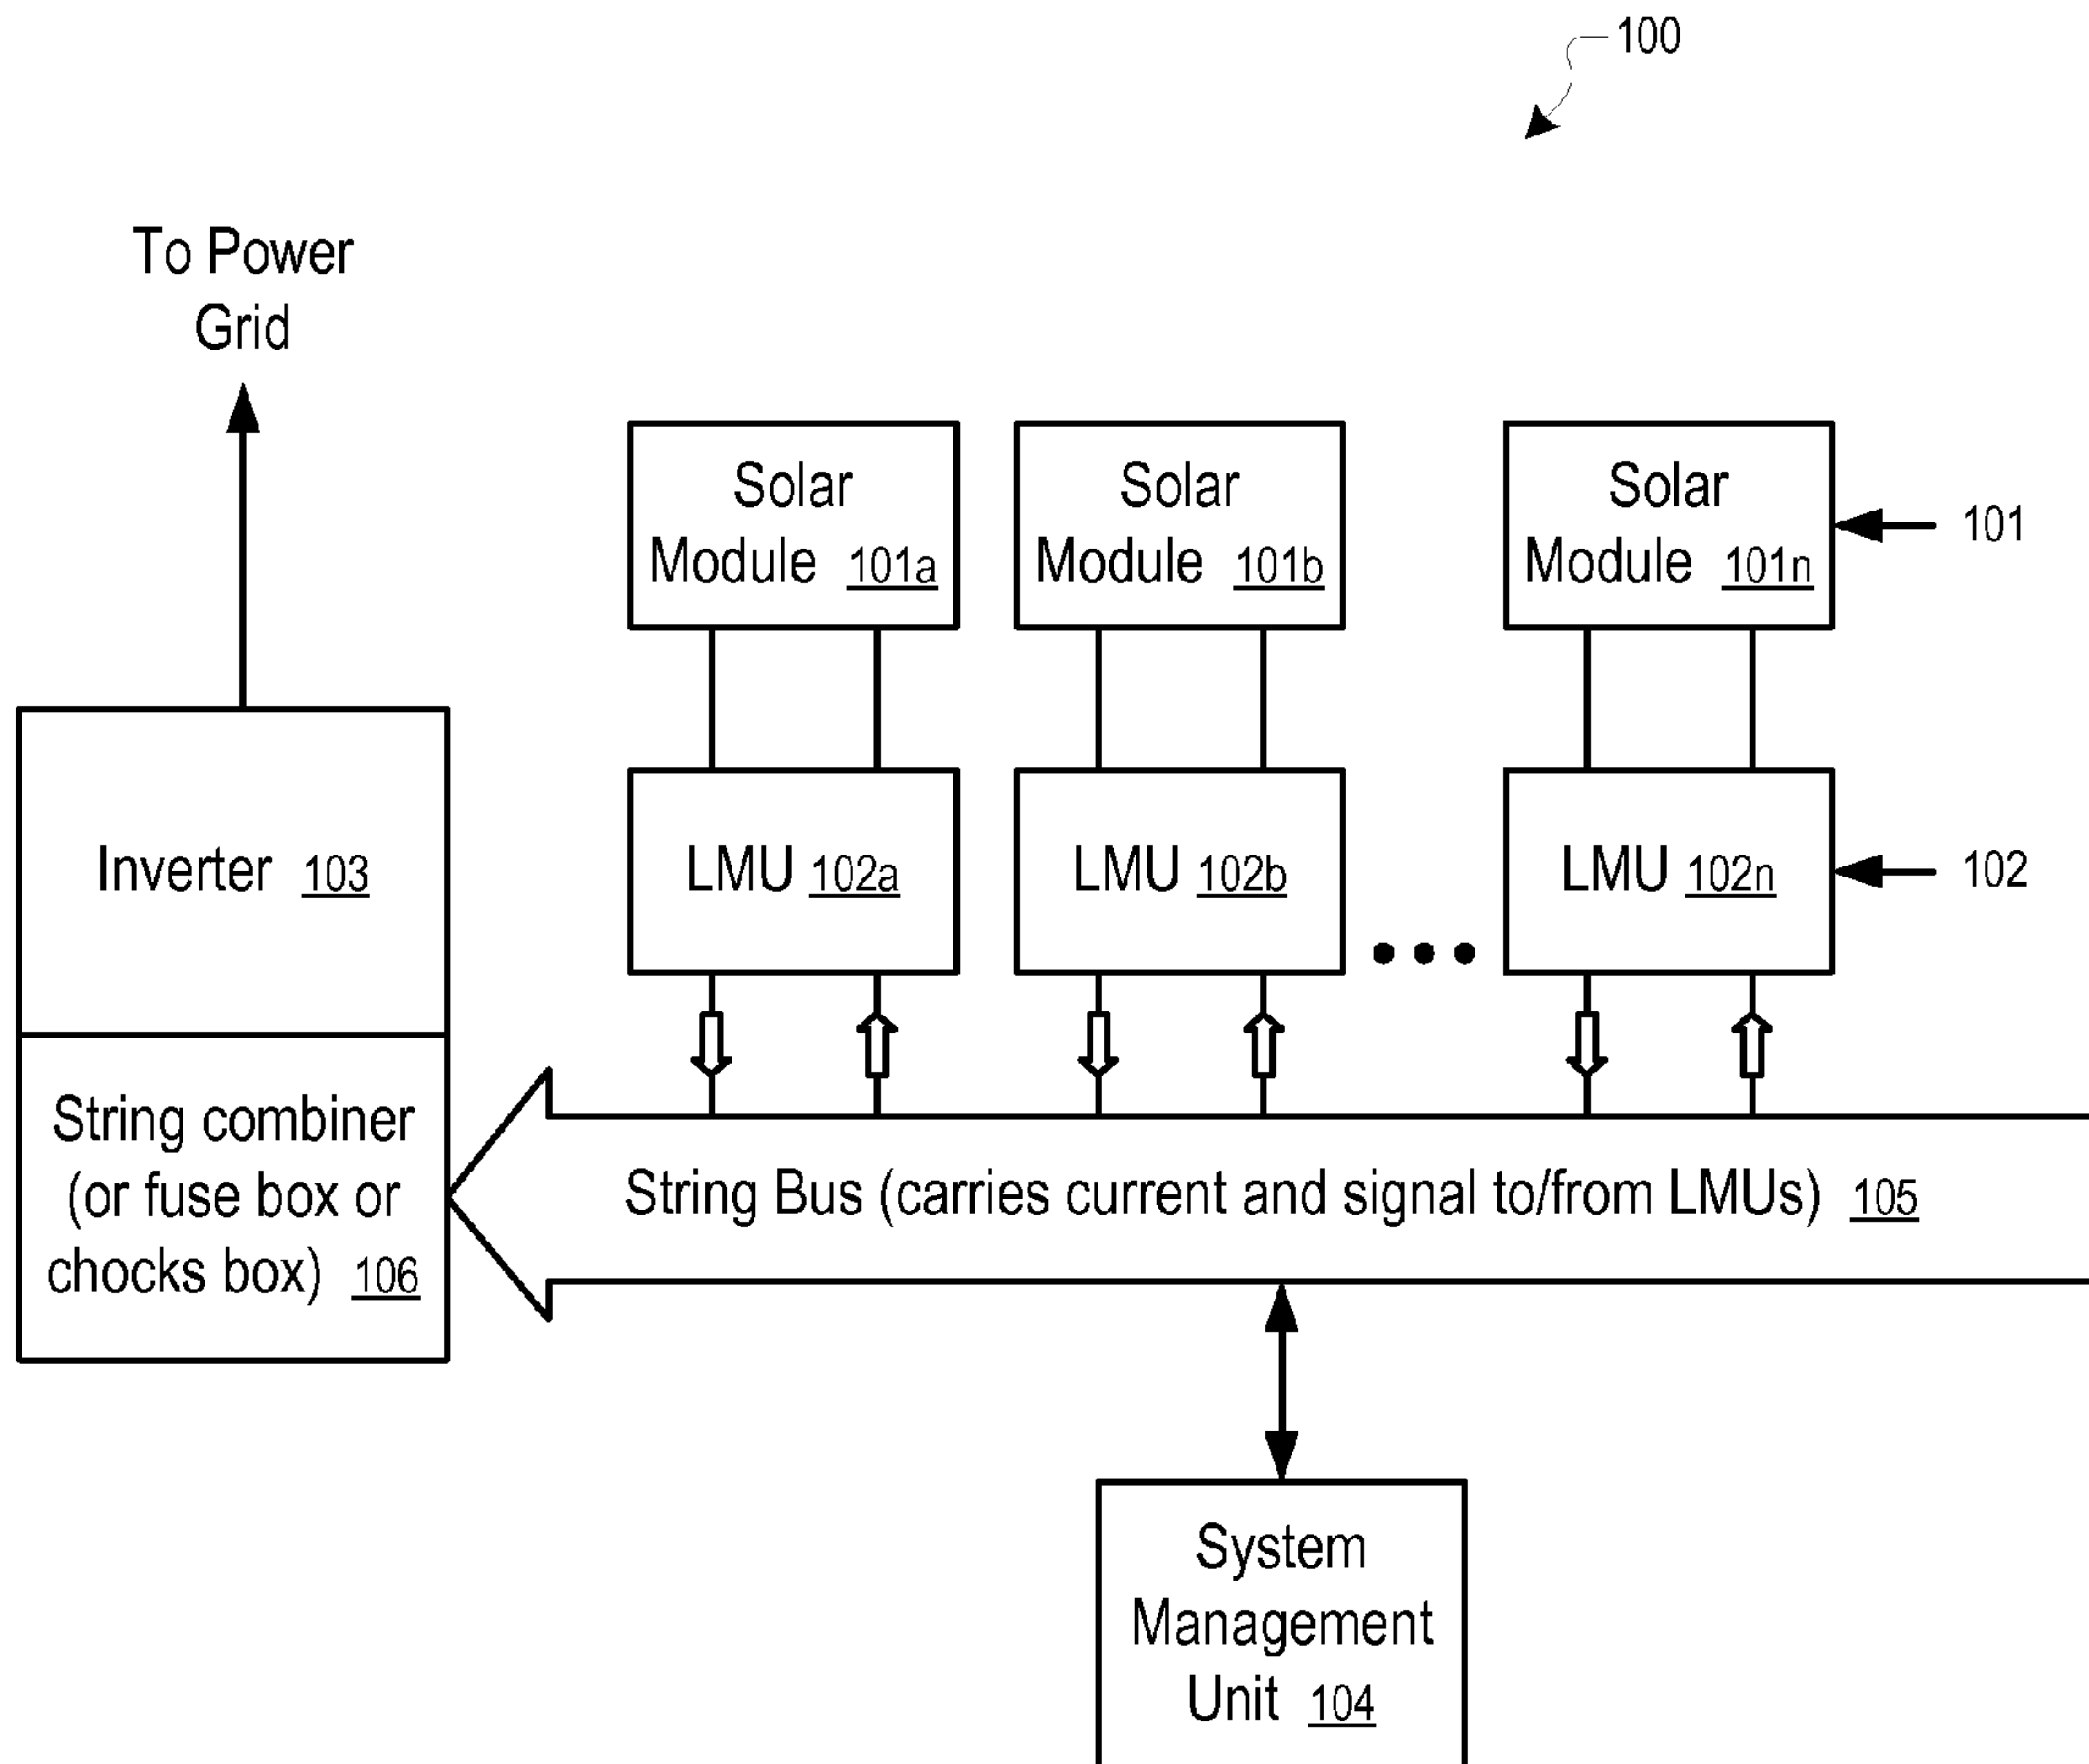 100
To Power
Grid
Solar
Module 101a
Solar
Module 101b
Solar
Module 101n
101
Inverter 103
LMU 102a
LMU 102b
LMU 102n
102
String combiner
(or fuse box or
chocks box) 106
String Bus (carries current and signal to/from LMUs) 105
System
Management
Unit 104